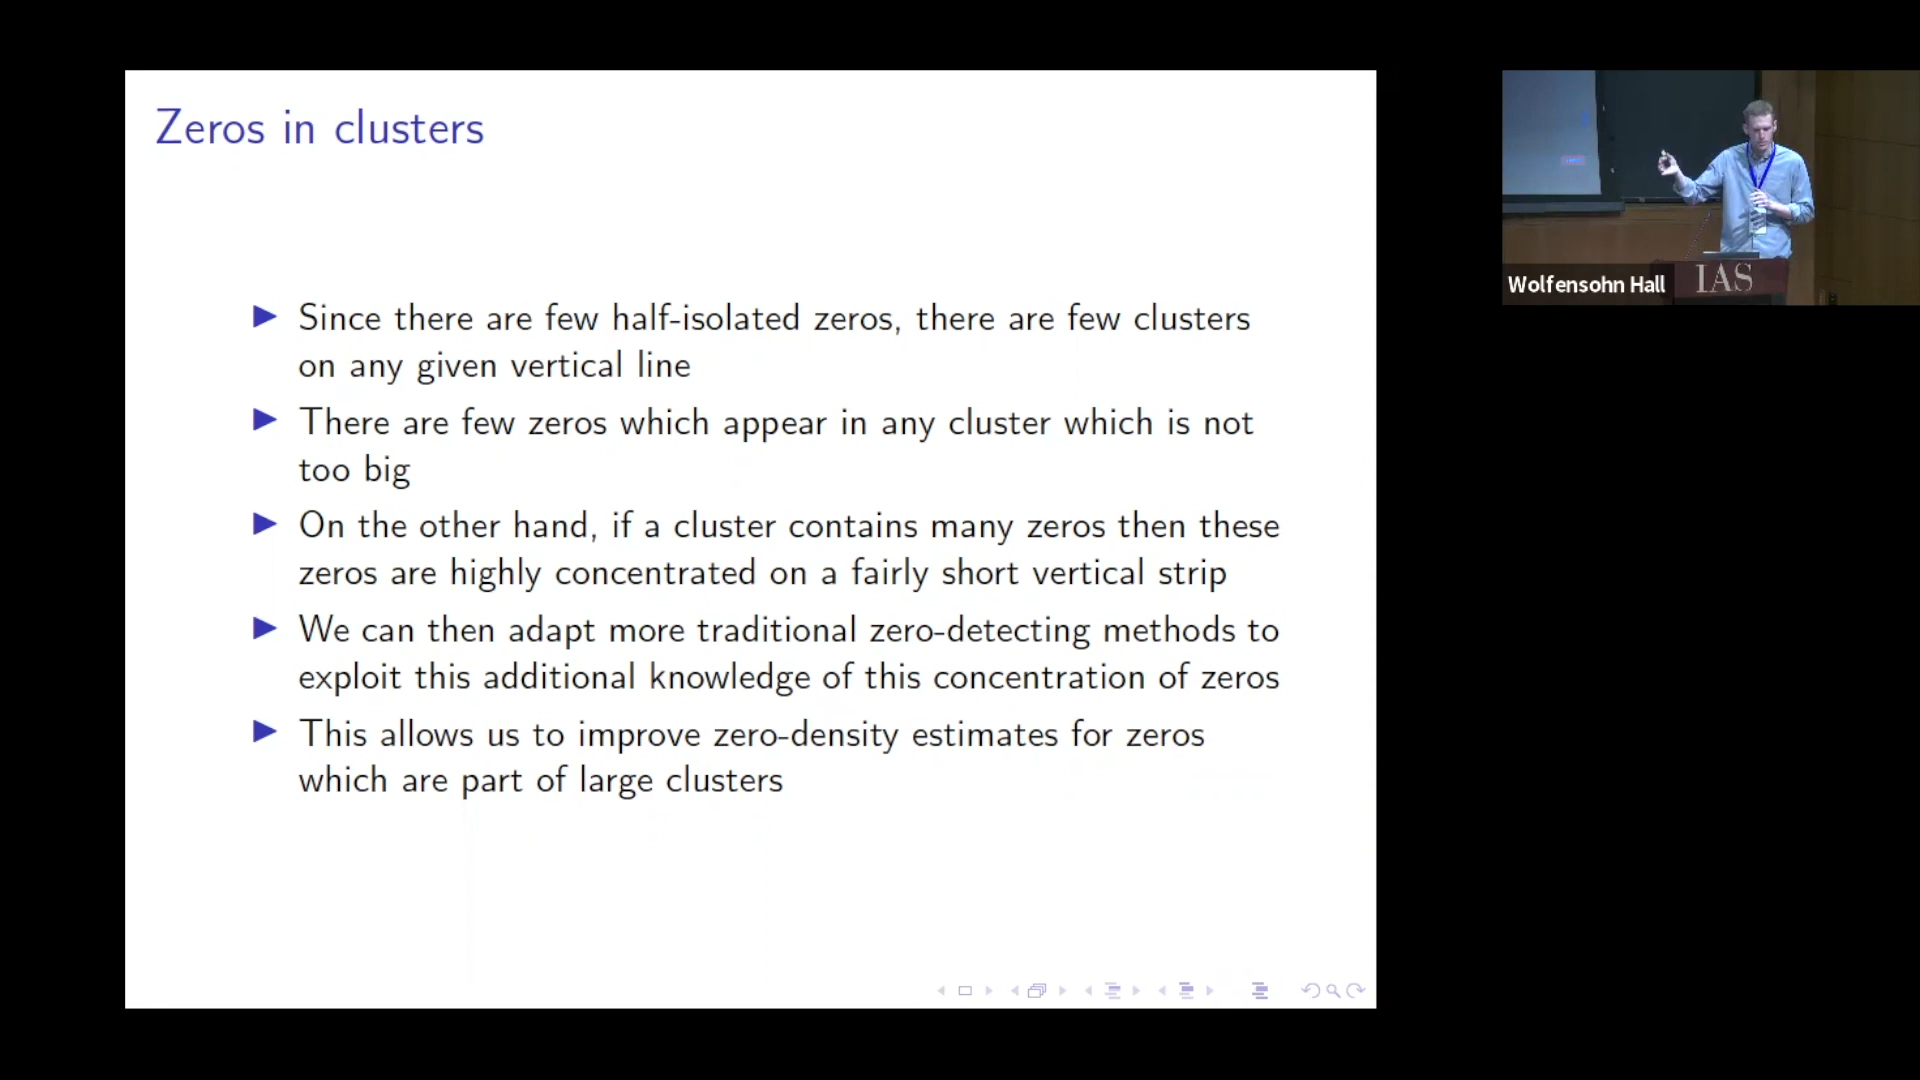 Zeros in clusters
Since there are few half-isolated zeros, there are few clusters
on any given vertical line
There are few zeros which appear in any cluster which is not
too big
On the other hand, if a cluster contains many zeros then these
zeros are highly concentrated on a fairly short vertical strip
We can then adapt more traditional zero-detecting methods to
exploit this additional knowledge of this concentration of zeros
This allows us to improve zero-density estimates for zeros
which are part of large clusters
Wolfensohn Hall
IAS